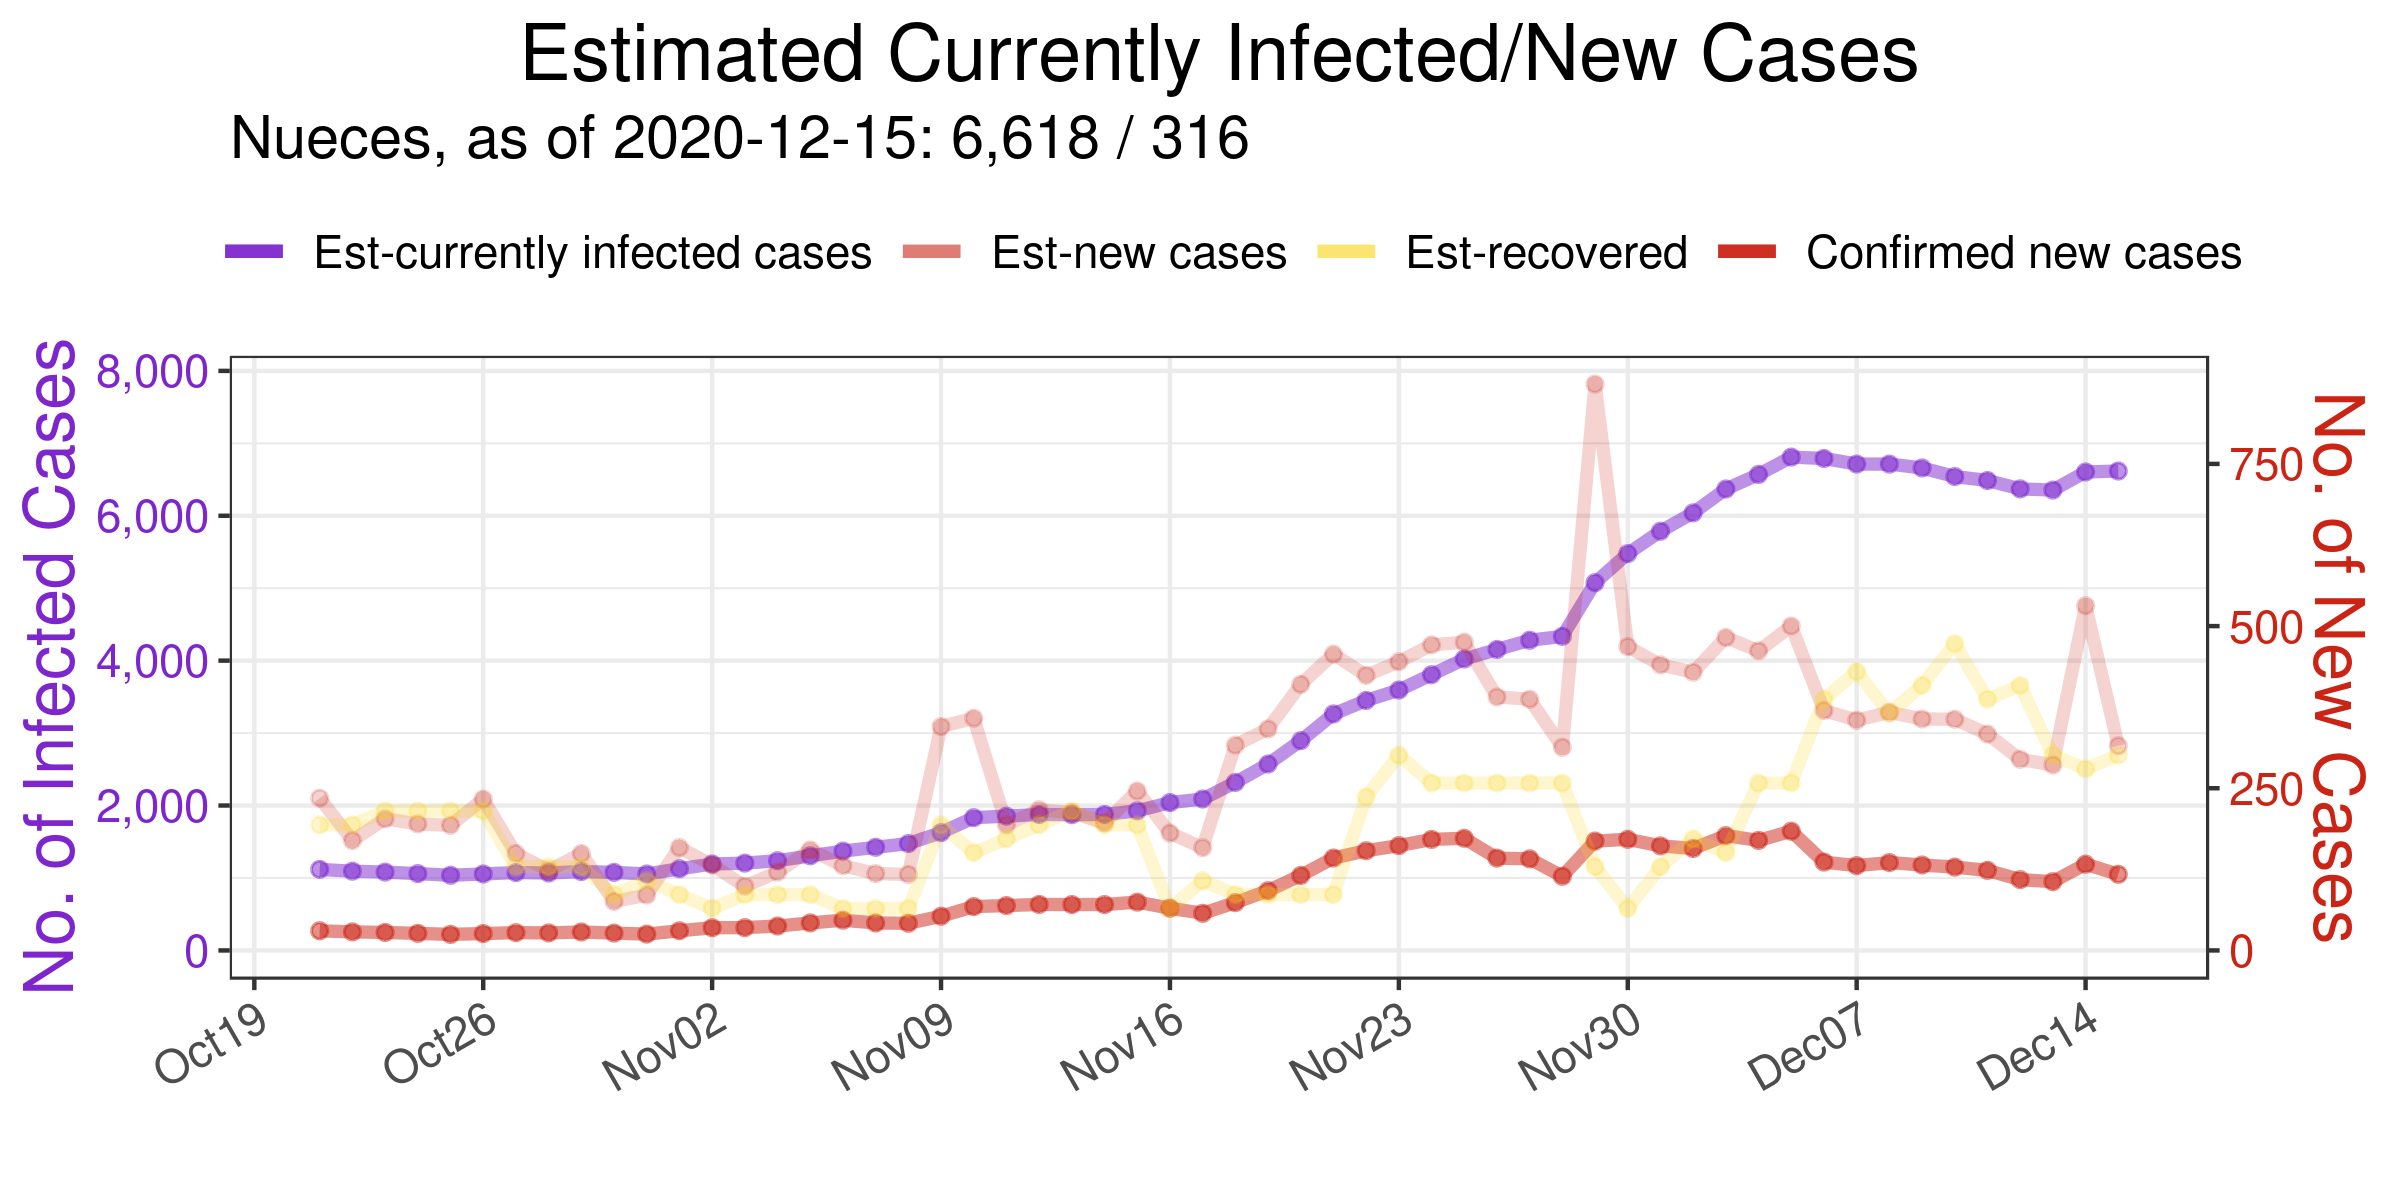 Estimated Currently Infected/New Cases
Nueces, as of 2020-12-15: 6,618 / 316
Est-currently infected cases Est-new cases Est-recovered Confirmed new cases
No. of Infected Cases
8,000
6,000
4,000
2,000
0
No. of New Cases
750
500
250
0
Oct19 Oct26 Nov02 Nov09 Nov16 Nov23 Nov30 Dec07 Dec14